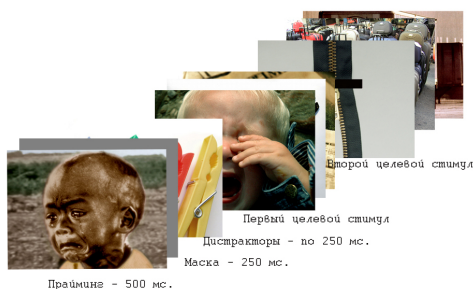 Второй целевой стимул
Первый целевой стимул
Дистракторы - по 250 мс.
Маска - 250 мс.
Прайминг - 500 мс.